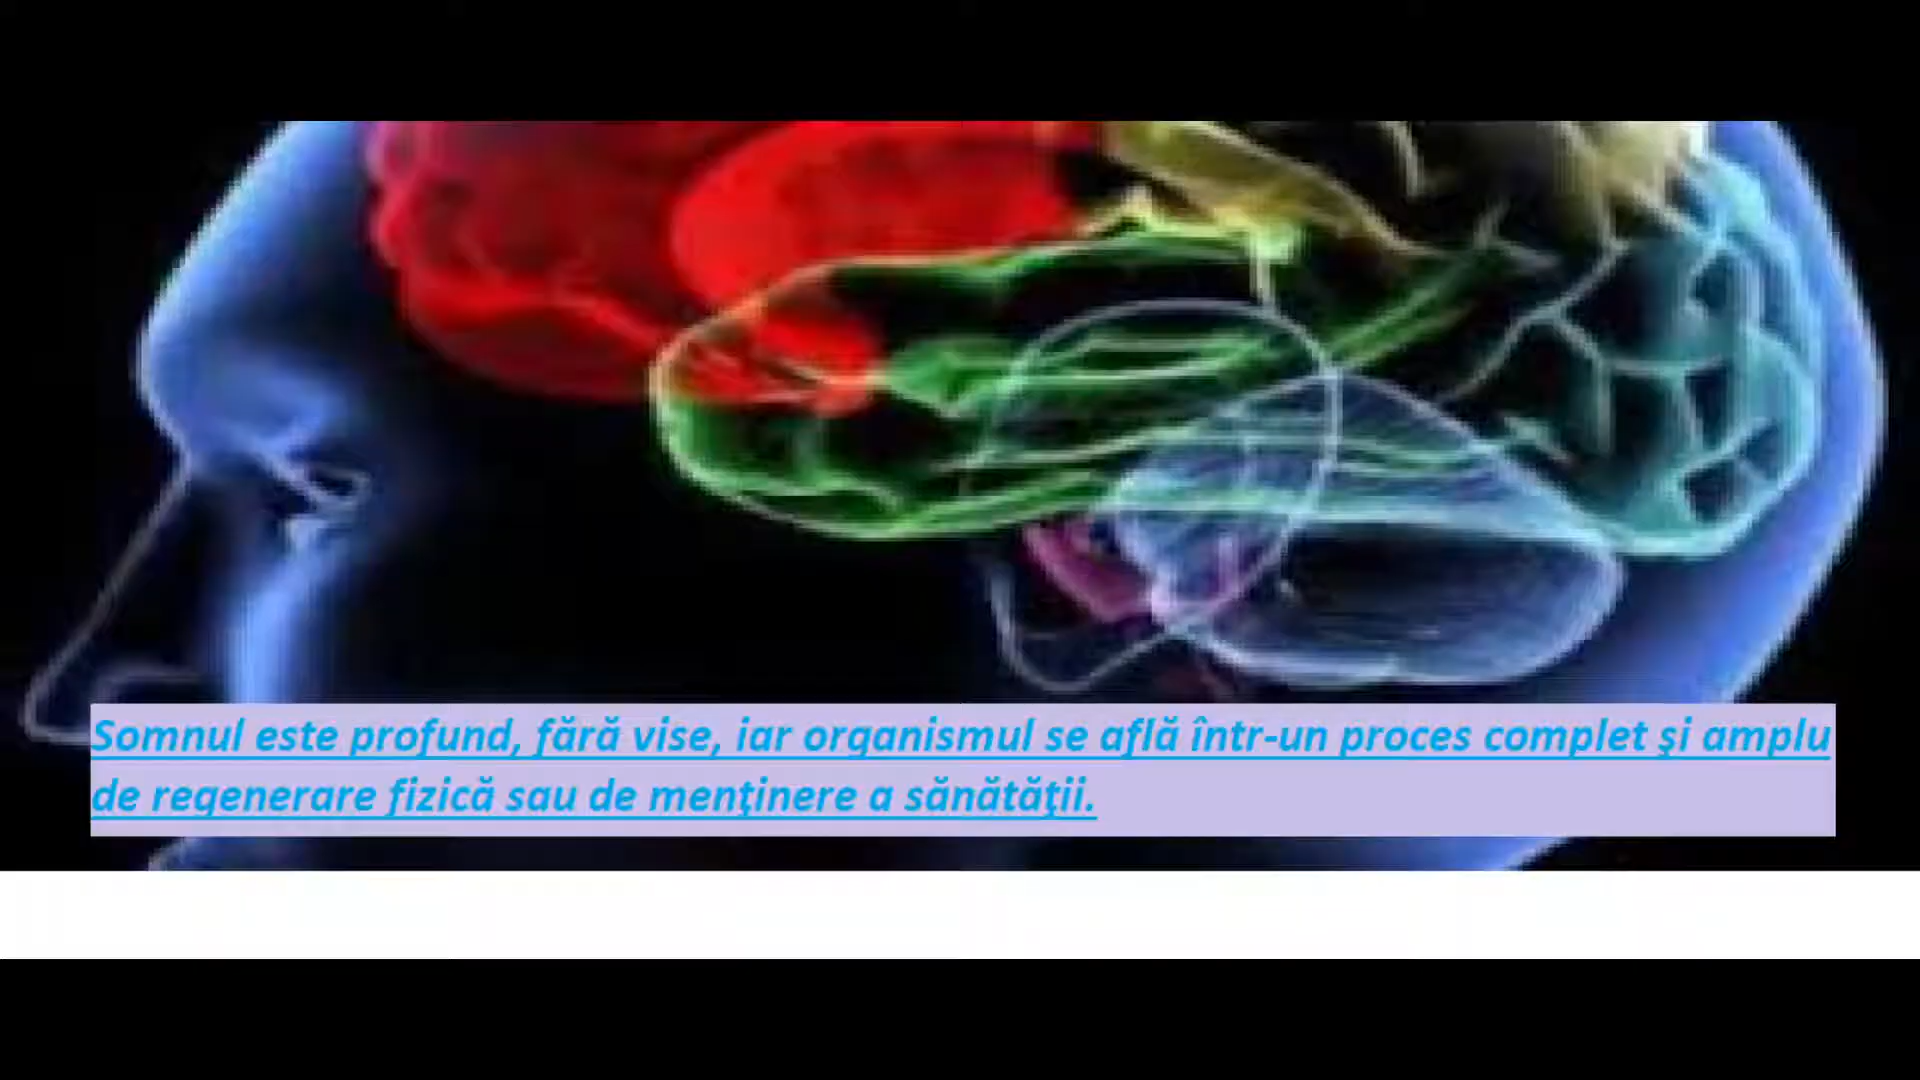 Somnul este profund, fără vise, iar organismul se află într-un proces complet şi amplu
de regenerare fizică sau de menţinere a sănătăţii.